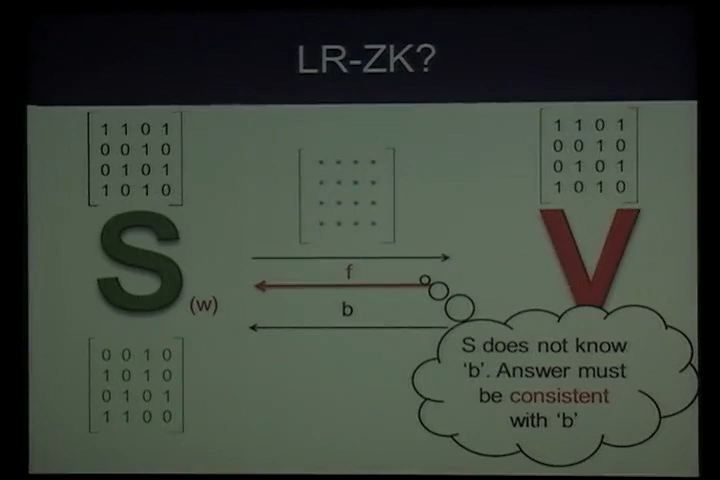 LR-ZK?
1 1 0 1
0 0 1 0
0 1 0 1
1 0 1 0
* * * *
* * * *
* * * *
* * * *
1 1 0 1
0 0 1 0
0 1 0 1
1 0 1 0
S
(w)
f
b
V
S does not know
'b'. Answer must
be consistent
with 'b'
0 0 1 0
1 0 1 0
0 1 0 1
1 1 0 0